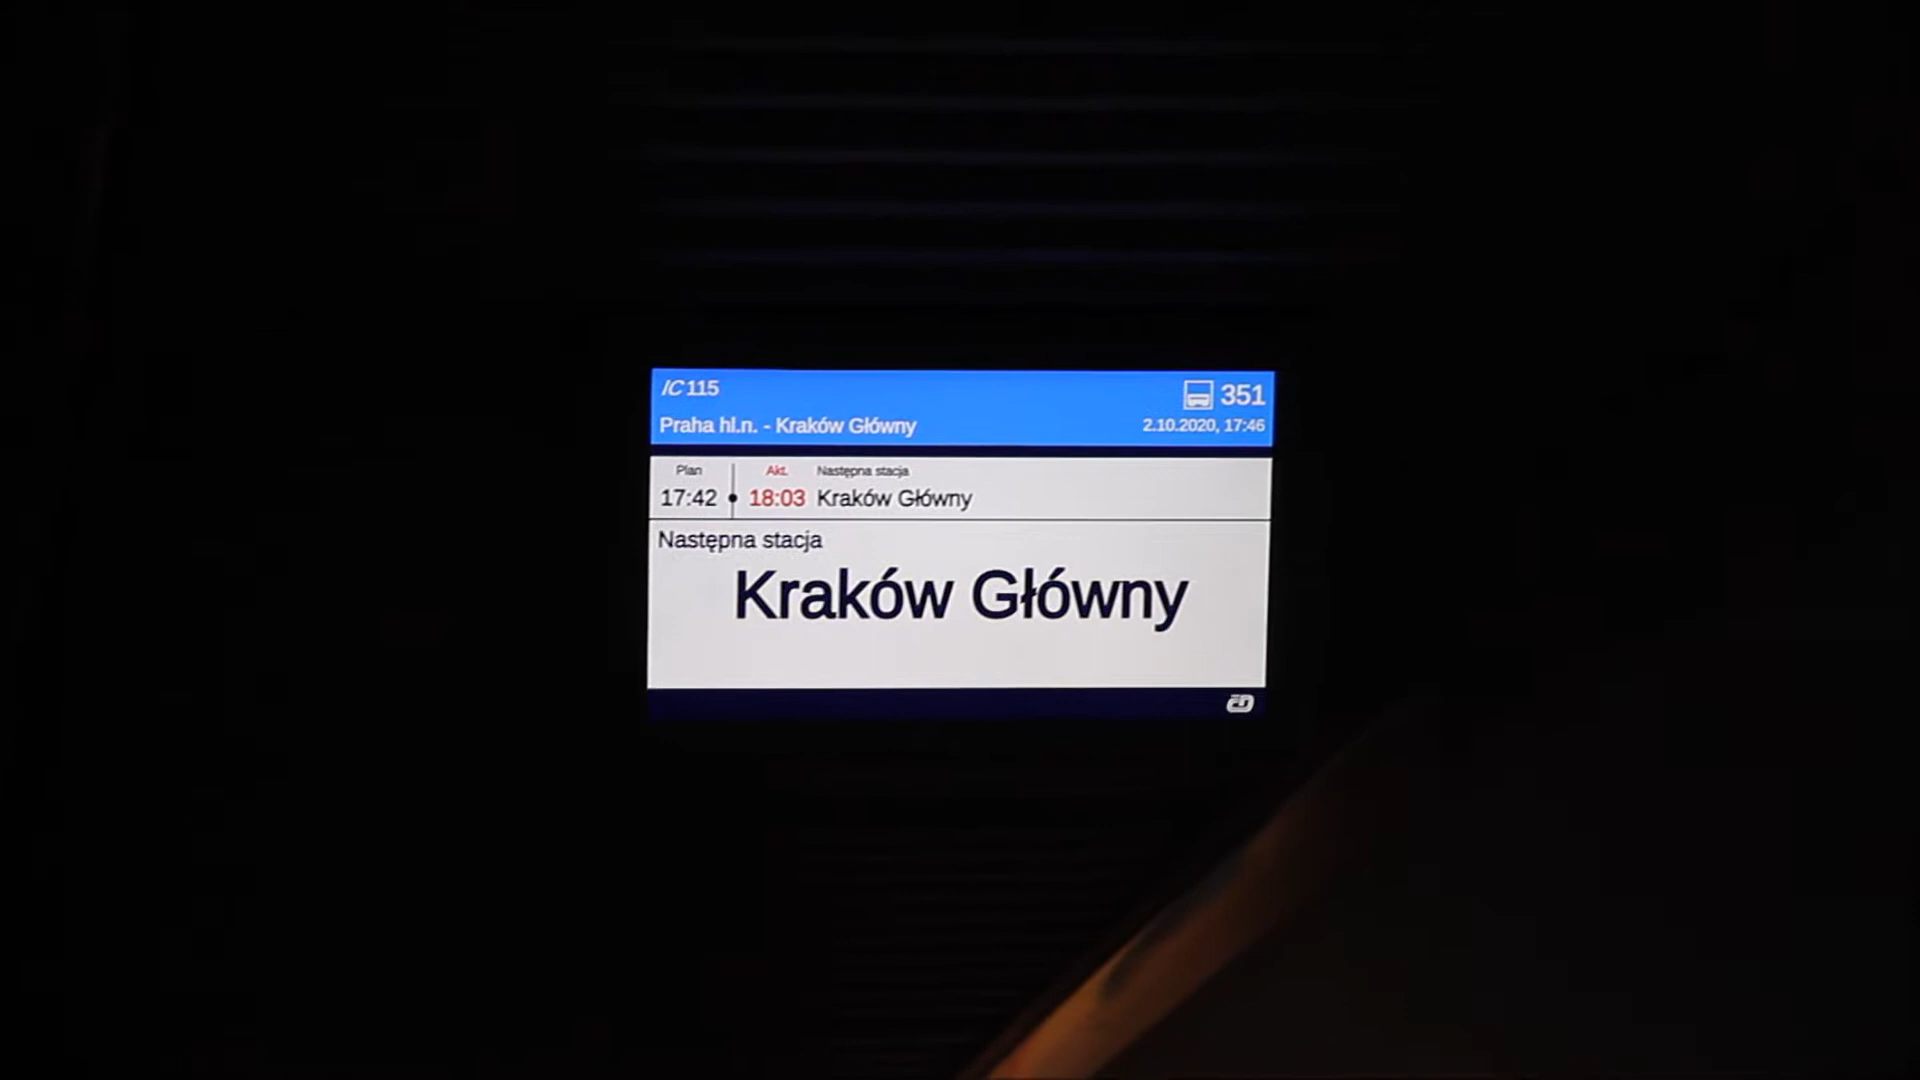 IC 115
351
Praha hl.n. - Kraków Główny
2.10.2020, 17:46
Plan Akt. Następna stacja
17:42 18:03 Kraków Główny
Następna stacja
Kraków Główny
ČD